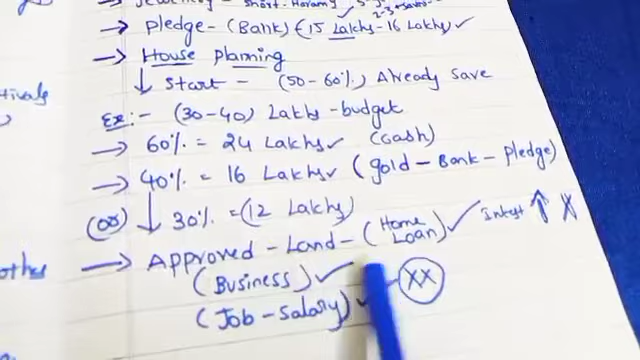 → Pledge - (Bank) (15 Lakhs - 16 Lakhs) ✓
→ House planning
↓ Start - (50-60%) Already Save
Ex:- (30-40) Lakhs - budget
→ 60% = 24 Lakhs ✓ (cash)
→ 40% = 16 Lakhs ✓ (gold - Bank - pledge)
(or) ↓ 30% = (12 Lakhs)
→ Approved - Land - (Home Loan) ✓ ↑ X
(Business) ✓
(Job - Salary) ✓ - XX